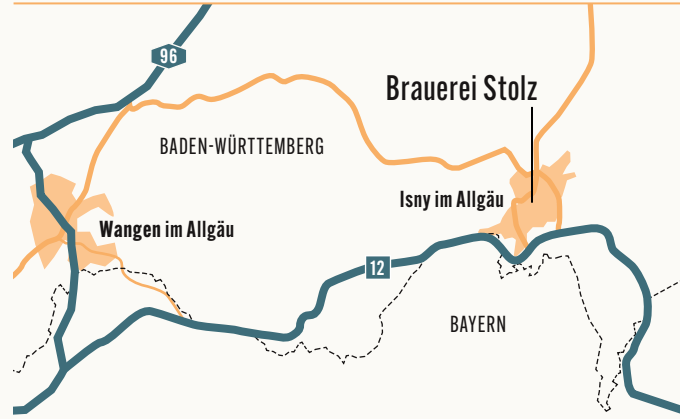 96
Brauerei Stolz
BADEN-WÜRTTEMBERG
Isny im Allgäu
Wangen im Allgäu
12
BAYERN